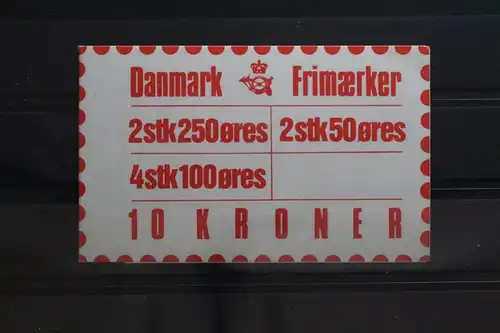 Danmark Frimærker
2stk250øres 2stk50øres
4stk100øres
10 KRONER